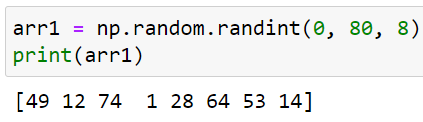 arr1 = np.random.randint(0, 80, 8)
print(arr1)
[49 12 74  1 28 64 53 14]